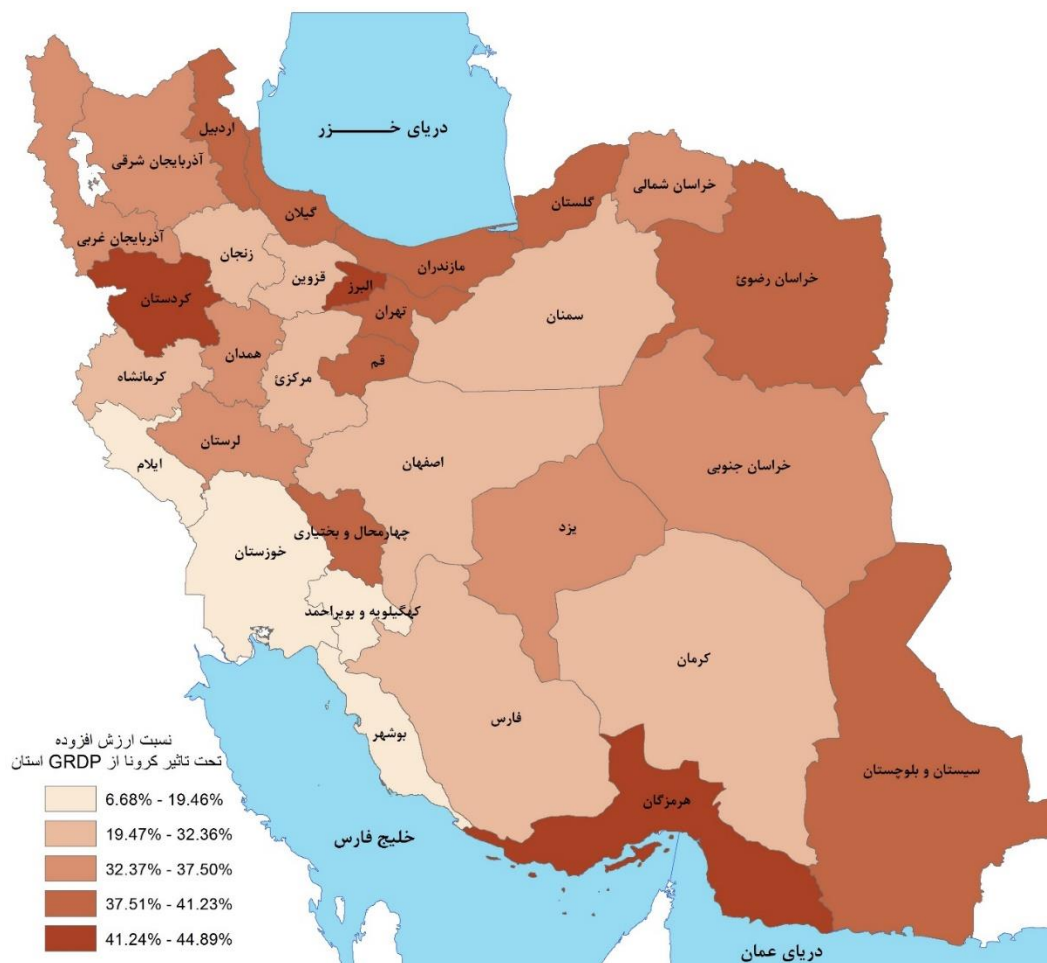 دریای خـــــزر
اردبیل
آذربایجان شرقی
خراسان شمالی
گلستان
گیلان
آذربایجان غربی
زنجان
مازندران
قزوین
خراسان رضوئ
البرز
کردستان
تهران
سمنان
همدان
قم
کرمانشاه
مرکزئ
لرستان
ایلام
اصفهان
خراسان جنوبی
چهارمحال و بختیاری
یزد
خوزستان
کهگیلویه و بویراحمد
کرمان
فارس
بوشهر
سیستان و بلوچستان
هرمزگان
خلیج فارس
دریای عمان
نسبت ارزش افزوده
تحت تاثیر کرونا از GRDP استان
6.68% - 19.46%
19.47% - 32.36%
32.37% - 37.50%
37.51% - 41.23%
41.24% - 44.89%